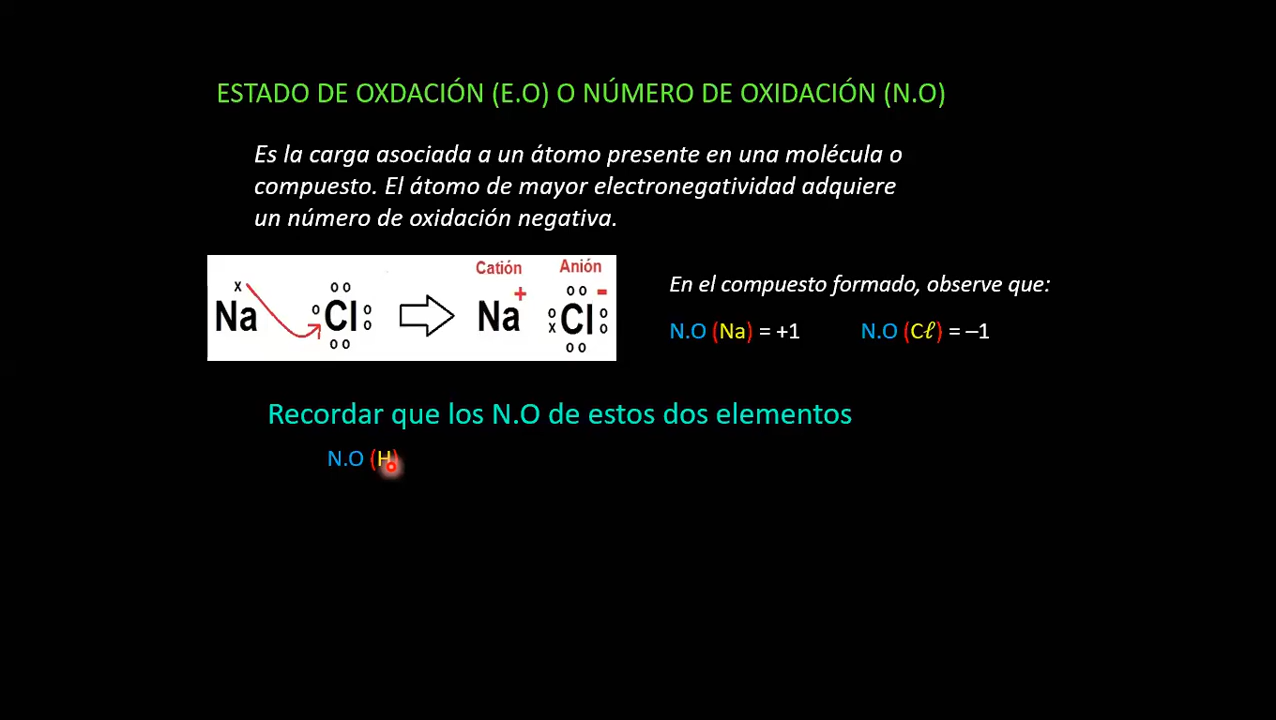 ESTADO DE OXDACIÓN (E.O) O NÚMERO DE OXIDACIÓN (N.O)
Es la carga asociada a un átomo presente en una molécula o
compuesto. El átomo de mayor electronegatividad adquiere
un número de oxidación negativa.
Catión Anión
x
Na Cl Na + Cl -
x
En el compuesto formado, observe que:
N.O (Na) = +1 N.O (Cℓ) = –1
Recordar que los N.O de estos dos elementos
N.O (H)